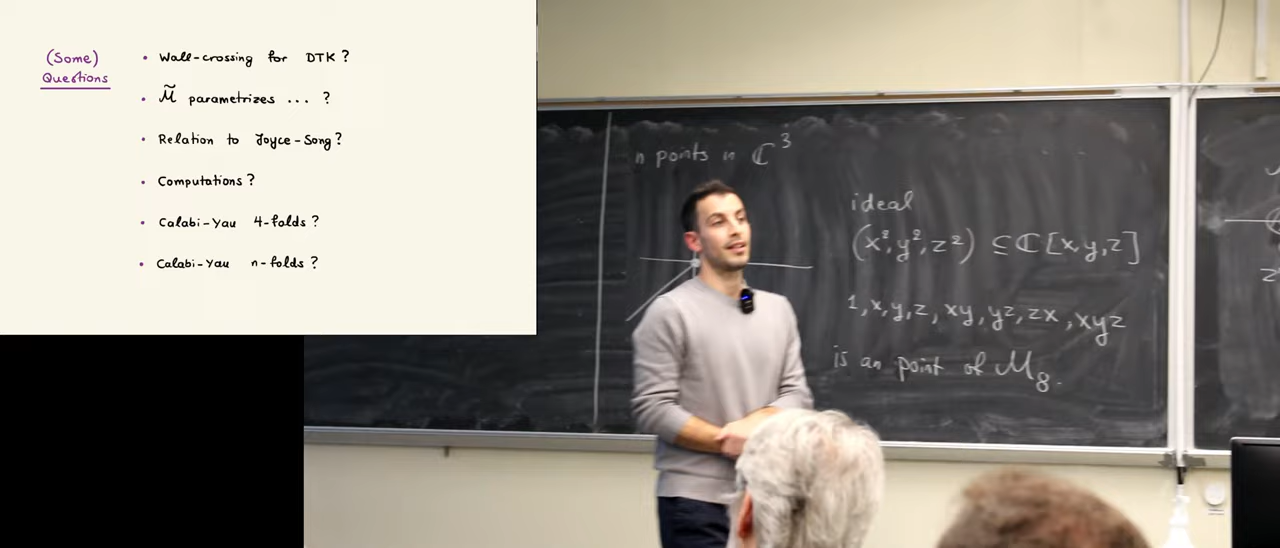 (Some)
Questions
• Wall-crossing for DTK ?
• M̃ parametrizes ... ?
• Relation to Joyce-Song ?
• Computations ?
• Calabi-Yau 4-folds ?
• Calabi-Yau n-folds ?
n points in ℂ³
ideal
(x², y², z²) ⊆ ℂ[x,y,z]
1, x, y, z, xy, yz, zx, xyz
is an point of M₈.